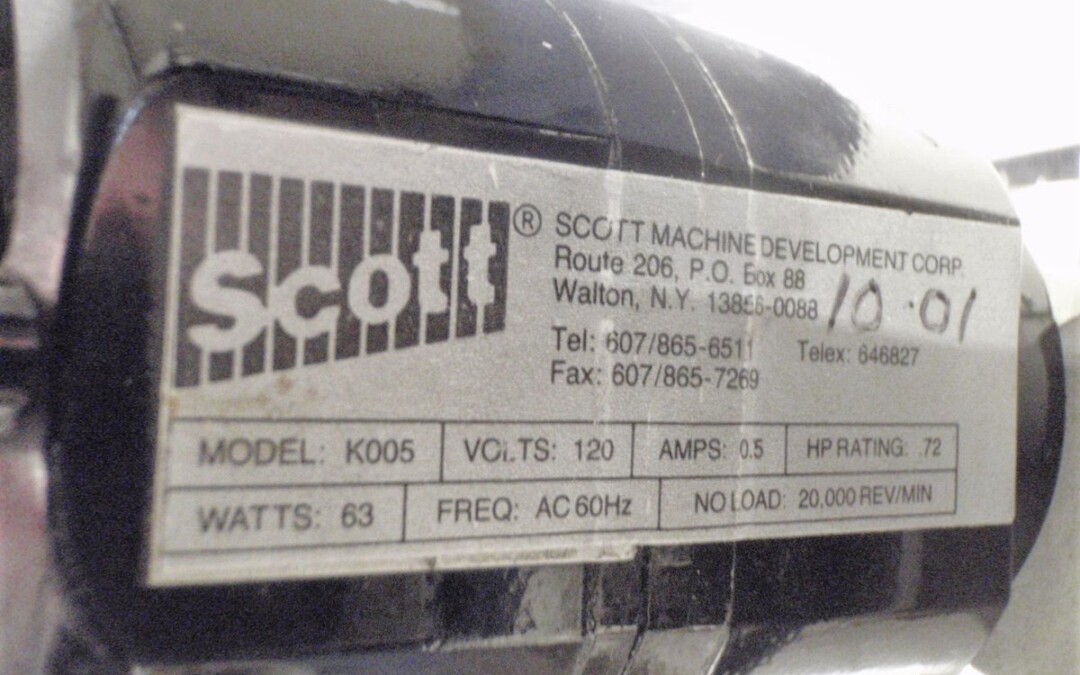 scott®
SCOTT MACHINE DEVELOPMENT CORP.
Route 206, P.O. Box 88
Walton, N.Y. 13856-0088
10·01
Tel: 607/865-6511 Telex: 646827
Fax: 607/865-7269
MODEL: K005 VOLTS: 120 AMPS: 0.5 HP RATING: .72
WATTS: 63 FREQ: AC 60Hz NO LOAD: 20,000 REV/MIN